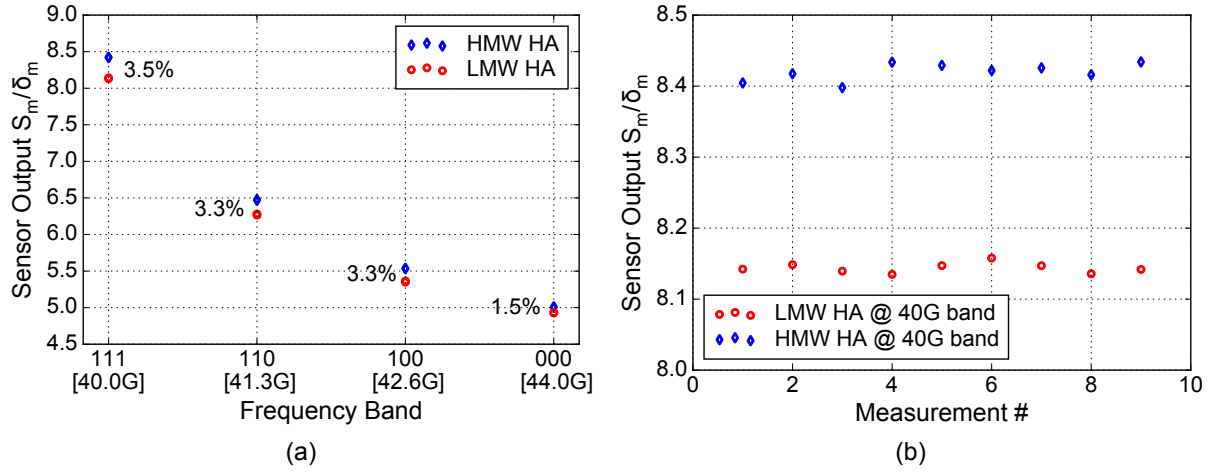 9.0
8.5
8.0
7.5
7.0
6.5
6.0
5.5
5.0
4.5
Sensor Output S_m/δ_m
HMW HA
LMW HA
3.5%
3.3%
3.3%
1.5%
111 110 100 000
[40.0G] [41.3G] [42.6G] [44.0G]
Frequency Band
(a)
8.5
8.4
8.3
8.2
8.1
8.0
Sensor Output S_m/δ_m
LMW HA @ 40G band
HMW HA @ 40G band
0 2 4 6 8 10
Measurement #
(b)